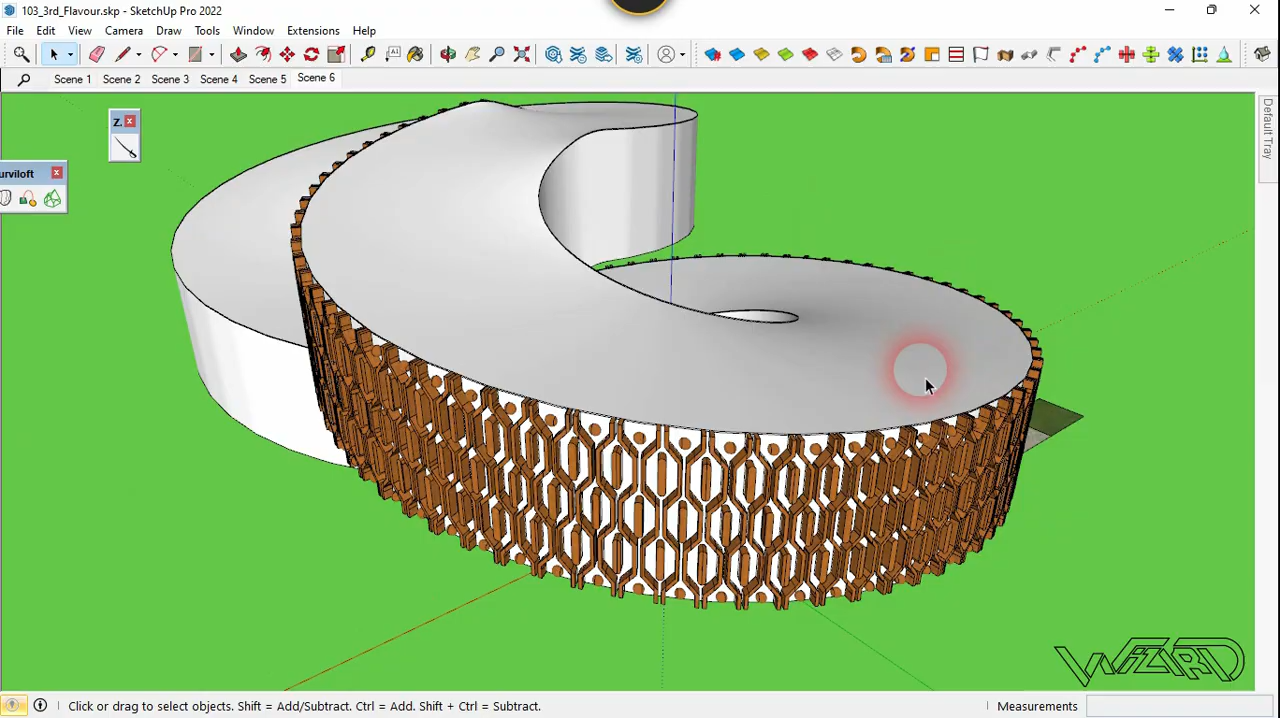 103_3rd_Flavour.skp - SketchUp Pro 2022
File Edit View Camera Draw Tools Window Extensions Help
Scene 1 Scene 2 Scene 3 Scene 4 Scene 5 Scene 6
Z.
Default Tray
urviloft
WIZARD
Click or drag to select objects. Shift = Add/Subtract. Ctrl = Add. Shift + Ctrl = Subtract.
Measurements